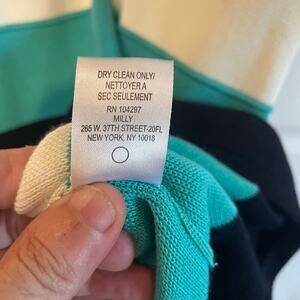 DRY CLEAN ONLY/
NETTOYER A
SEC SEULEMENT
RN 104297
MILLY
265 W. 37TH STREET-20FL
NEW YORK, NY 10018